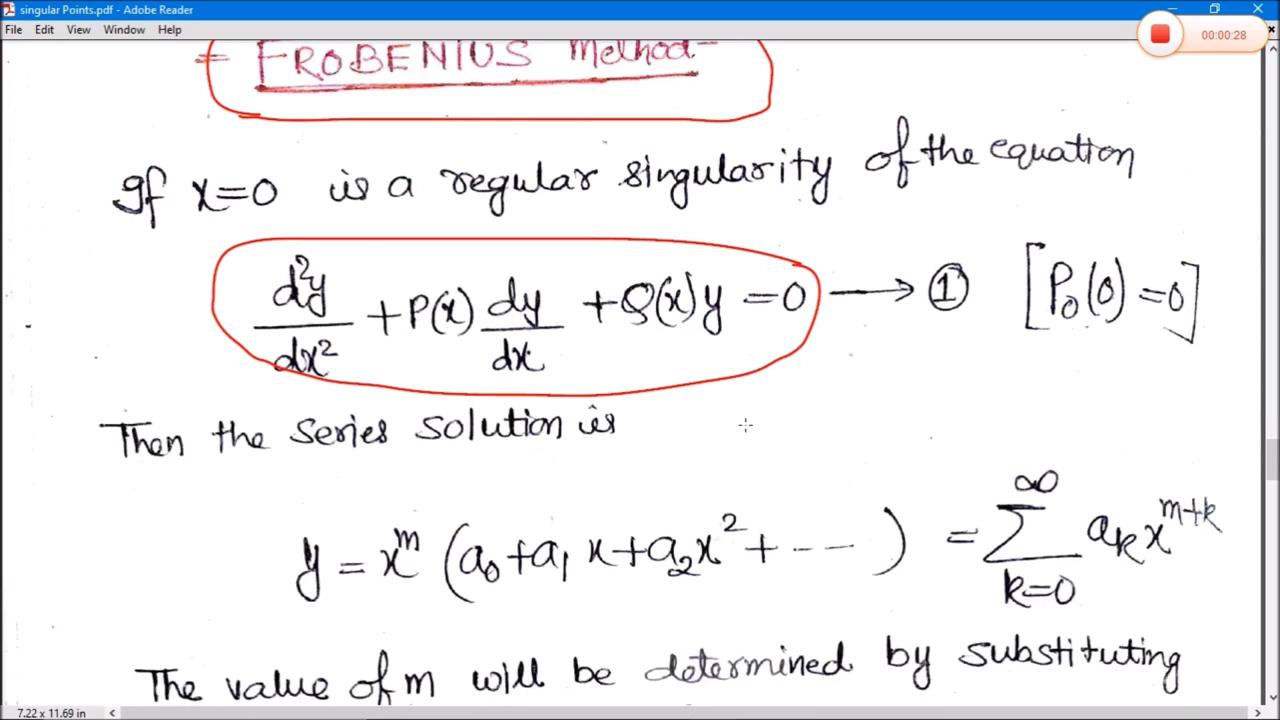 singular Points.pdf - Adobe Reader
File Edit View Window Help
00:00:28
= FROBENIUS Method-
If x=0 is a regular singularity of the equation
d²y/dx² + P(x) dy/dx + Q(x)y = 0 → ① [P₀(0) = 0]
Then the series solution is
y = xᵐ (a₀+a₁x+a₂x²+-----) = ∑_{k=0}^{∞} aₖx^{m+k}
The value of m will be determined by substituting
7.22 x 11.69 in